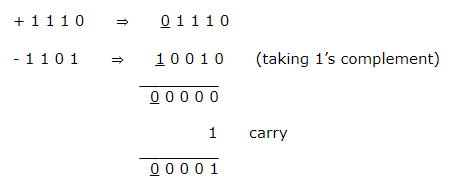 + 1 1 1 0 ⇒ 0 1 1 1 0
- 1 1 0 1 ⇒ 1 0 0 1 0 (taking 1’s complement)
0 0 0 0 0
1 carry
0 0 0 0 1